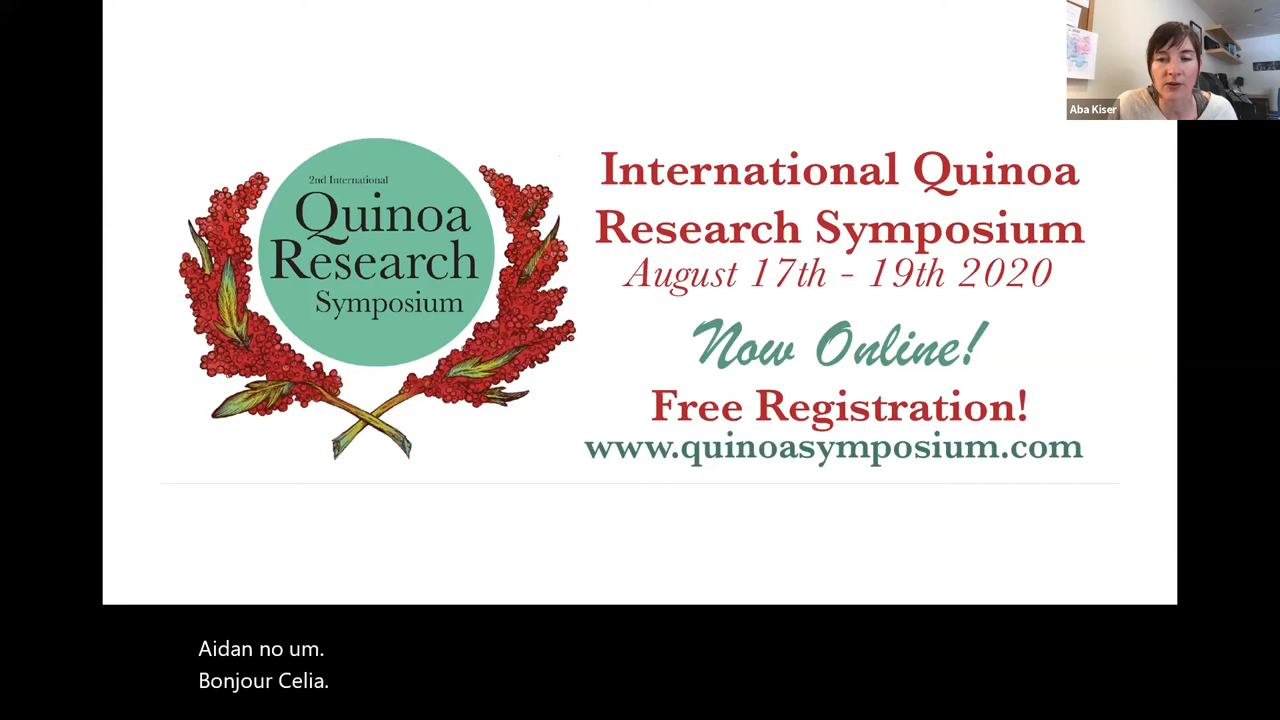 Aba Kiser
2nd International
Quinoa
Research
Symposium
International Quinoa
Research Symposium
August 17th - 19th 2020
Now Online!
Free Registration!
www.quinoasymposium.com
Aidan no um.
Bonjour Celia.